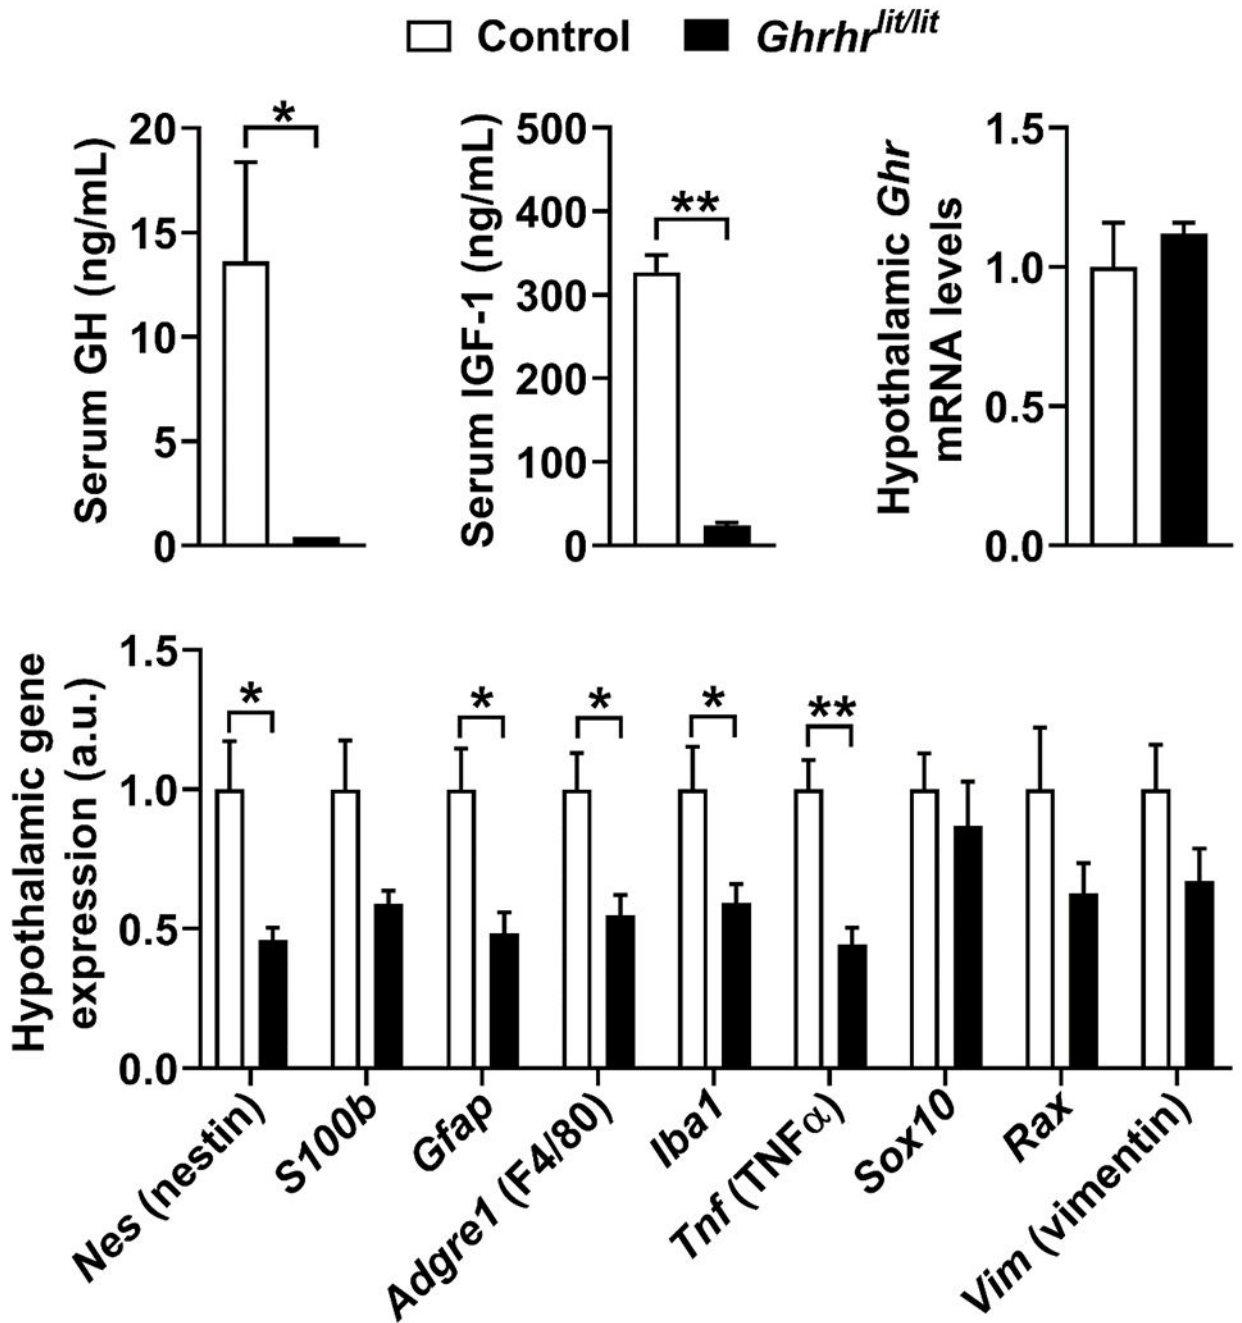 Control Ghrhr^lit/lit
Serum GH (ng/mL)
20
15
10
5
0
*
Serum IGF-1 (ng/mL)
500
400
300
200
100
0
**
Hypothalamic Ghr
mRNA levels
1.5
1.0
0.5
0.0
Hypothalamic gene
expression (a.u.)
1.5
1.0
0.5
0.0
* * * * **
Nes (nestin)
S100b
Gfap
Adgre1 (F4/80)
Iba1
Tnf (TNFα)
Sox10
Rax
Vim (vimentin)